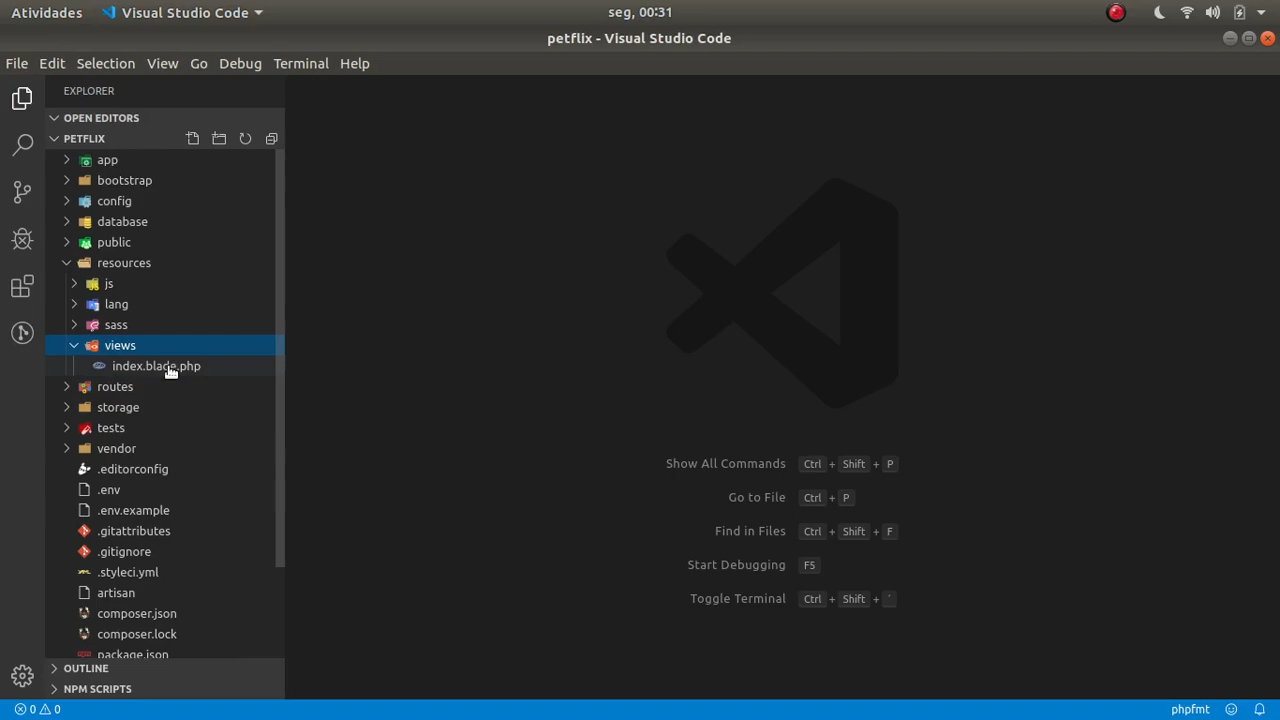 Atividades
Visual Studio Code
seg, 00:31
petflix - Visual Studio Code
File Edit Selection View Go Debug Terminal Help
EXPLORER
OPEN EDITORS
PETFLIX
app
bootstrap
config
database
public
resources
js
lang
sass
views
index.blade.php
routes
storage
tests
vendor
.editorconfig
.env
.env.example
.gitattributes
.gitignore
.styleci.yml
artisan
composer.json
composer.lock
package.json
OUTLINE
NPM SCRIPTS
Show All Commands Ctrl + Shift + P
Go to File Ctrl + P
Find in Files Ctrl + Shift + F
Start Debugging F5
Toggle Terminal Ctrl + Shift + '
0 0
phpfmt